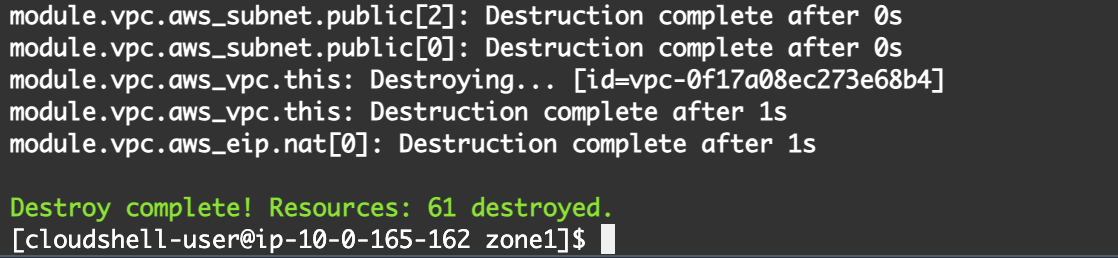 module.vpc.aws_subnet.public[2]: Destruction complete after 0s
module.vpc.aws_subnet.public[0]: Destruction complete after 0s
module.vpc.aws_vpc.this: Destroying... [id=vpc-0f17a08ec273e68b4]
module.vpc.aws_vpc.this: Destruction complete after 1s
module.vpc.aws_eip.nat[0]: Destruction complete after 1s
Destroy complete! Resources: 61 destroyed.
[cloudshell-user@ip-10-0-165-162 zone1]$